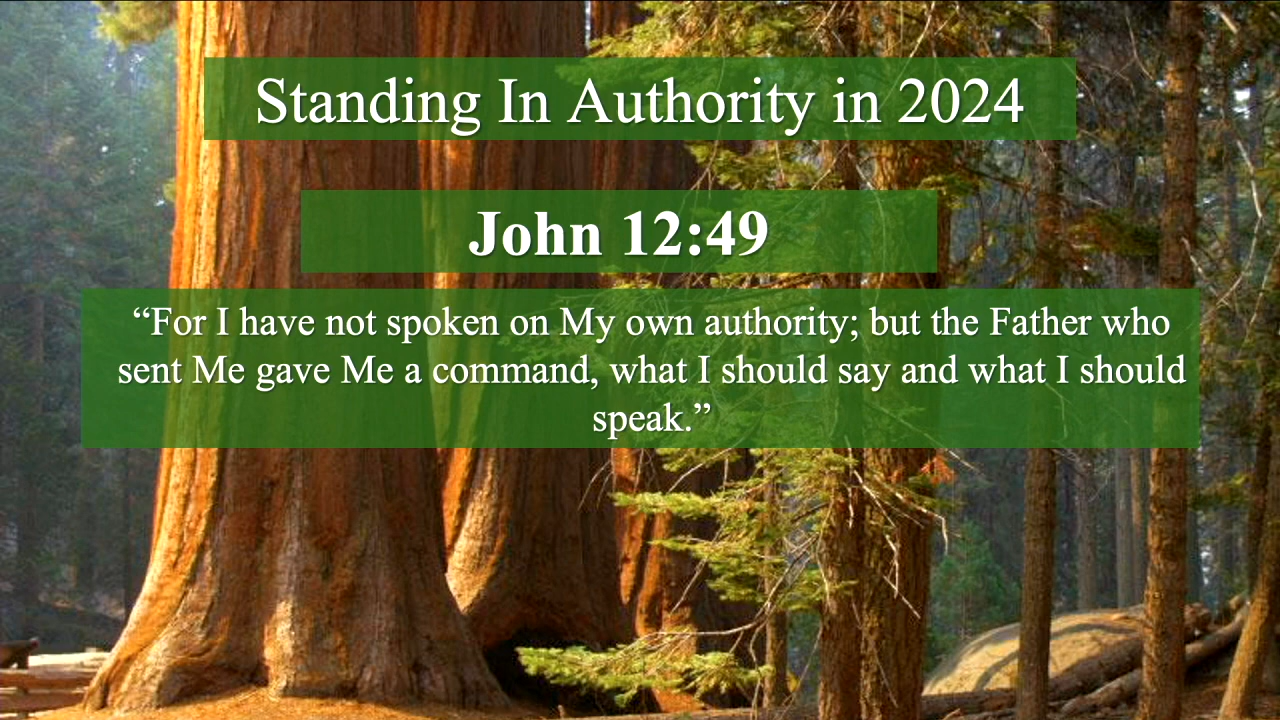 Standing In Authority in 2024
John 12:49
“For I have not spoken on My own authority; but the Father who
sent Me gave Me a command, what I should say and what I should
speak.”